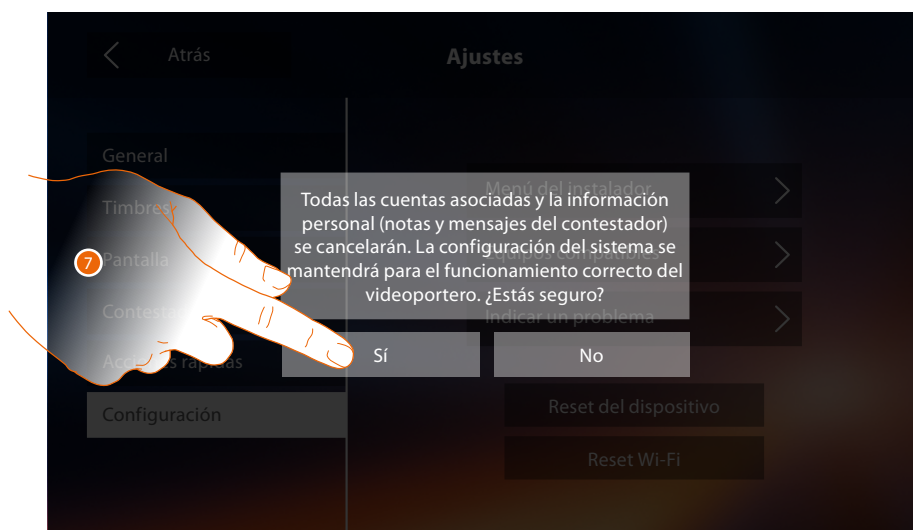 Atrás
Ajustes
General
Timbres
Pantalla
Acciones rápidas
Configuración
Menú del instalador
Equipos compatibles
Indicar un problema
Reset del dispositivo
Reset Wi-Fi
Todas las cuentas asociadas y la información
personal (notas y mensajes del contestador)
se cancelarán. La configuración del sistema se
mantendrá para el funcionamiento correcto del
videoportero. ¿Estás seguro?
Sí
No
7